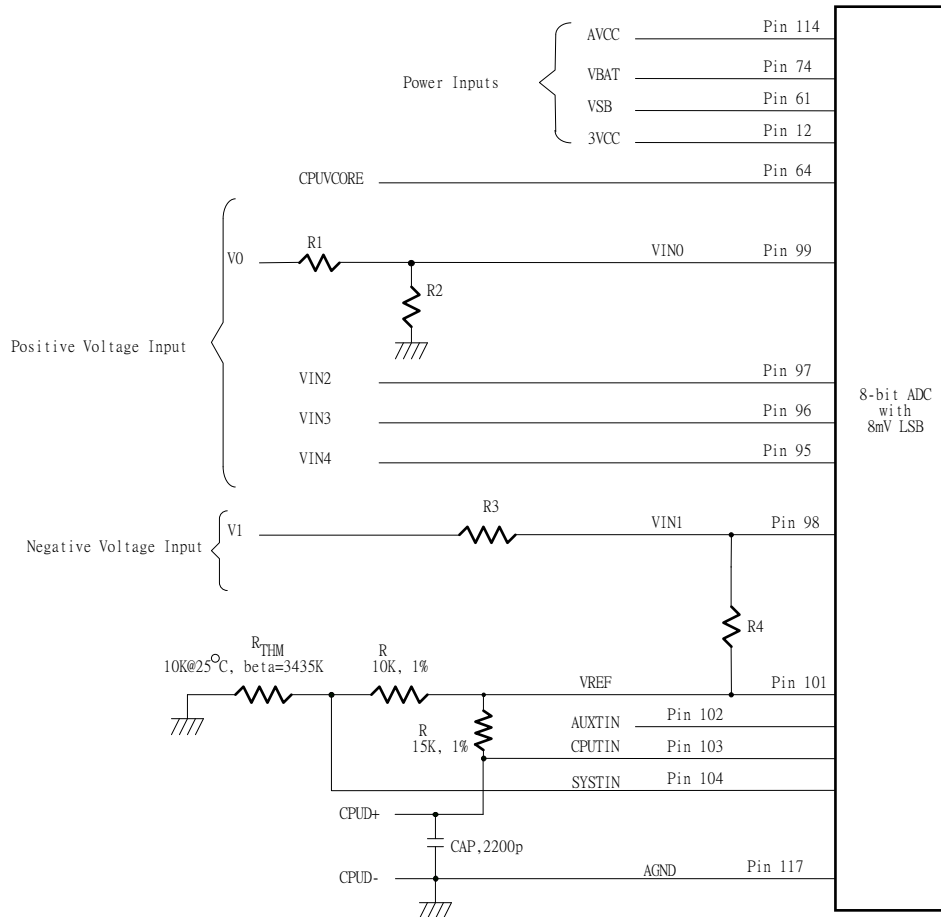 Power Inputs
AVCC Pin 114
VBAT Pin 74
VSB Pin 61
3VCC Pin 12
CPUVCORE Pin 64
Positive Voltage Input
V0 R1 VIN0 Pin 99
R2
VIN2 Pin 97
VIN3 Pin 96
VIN4 Pin 95
8-bit ADC
with
8mV LSB
Negative Voltage Input
V1 R3 VIN1 Pin 98
R4
RTHM
10K@25°C, beta=3435K
R
10K, 1%
VREF Pin 101
R
15K, 1%
AUXTIN Pin 102
CPUTIN Pin 103
SYSTIN Pin 104
CPUD+
CAP,2200p
CPUD- AGND Pin 117